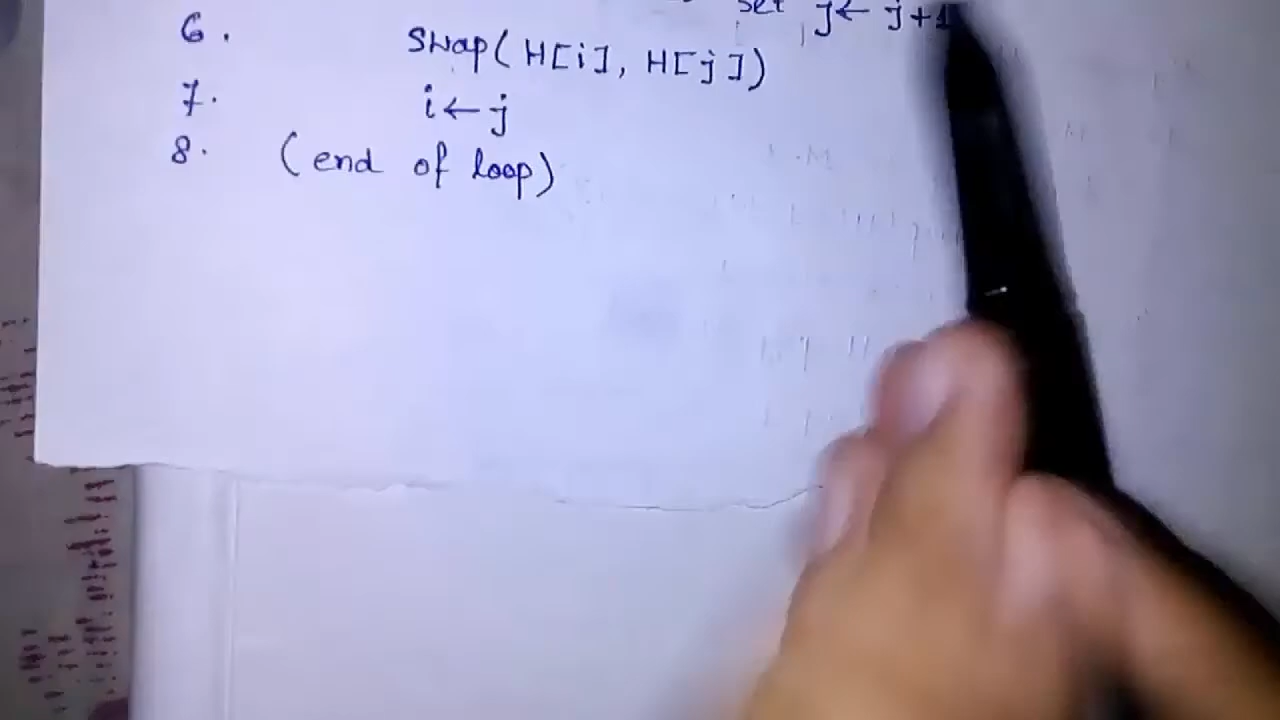 set j← j+1
6. Swap(H[i], H[j])
7. i←j
8. (end of loop)